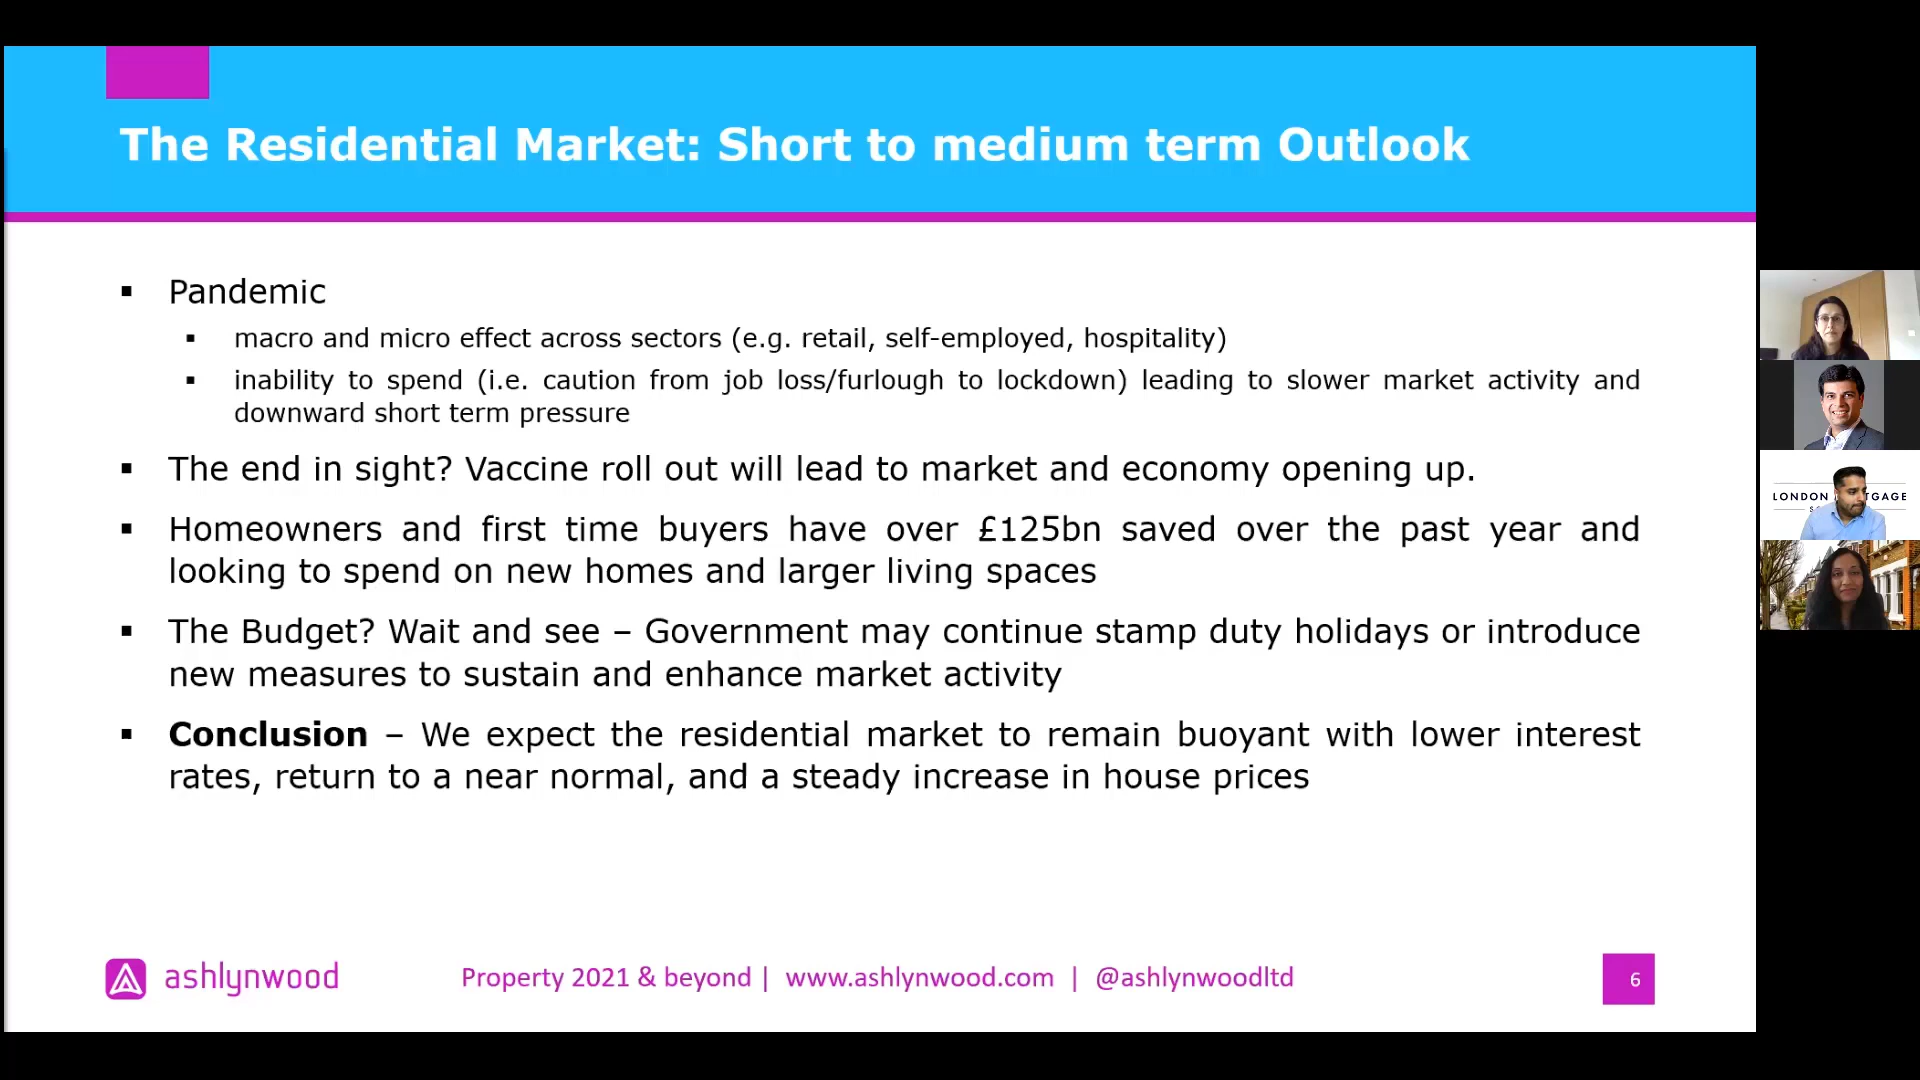 The Residential Market: Short to medium term Outlook
Pandemic
macro and micro effect across sectors (e.g. retail, self-employed, hospitality)
inability to spend (i.e. caution from job loss/furlough to lockdown) leading to slower market activity and
downward short term pressure
The end in sight? Vaccine roll out will lead to market and economy opening up.
Homeowners and first time buyers have over £125bn saved over the past year and
looking to spend on new homes and larger living spaces
The Budget? Wait and see – Government may continue stamp duty holidays or introduce
new measures to sustain and enhance market activity
Conclusion – We expect the residential market to remain buoyant with lower interest
rates, return to a near normal, and a steady increase in house prices
LONDON TGAGE
ashlynwood
Property 2021 & beyond | www.ashlynwood.com | @ashlynwoodltd
6